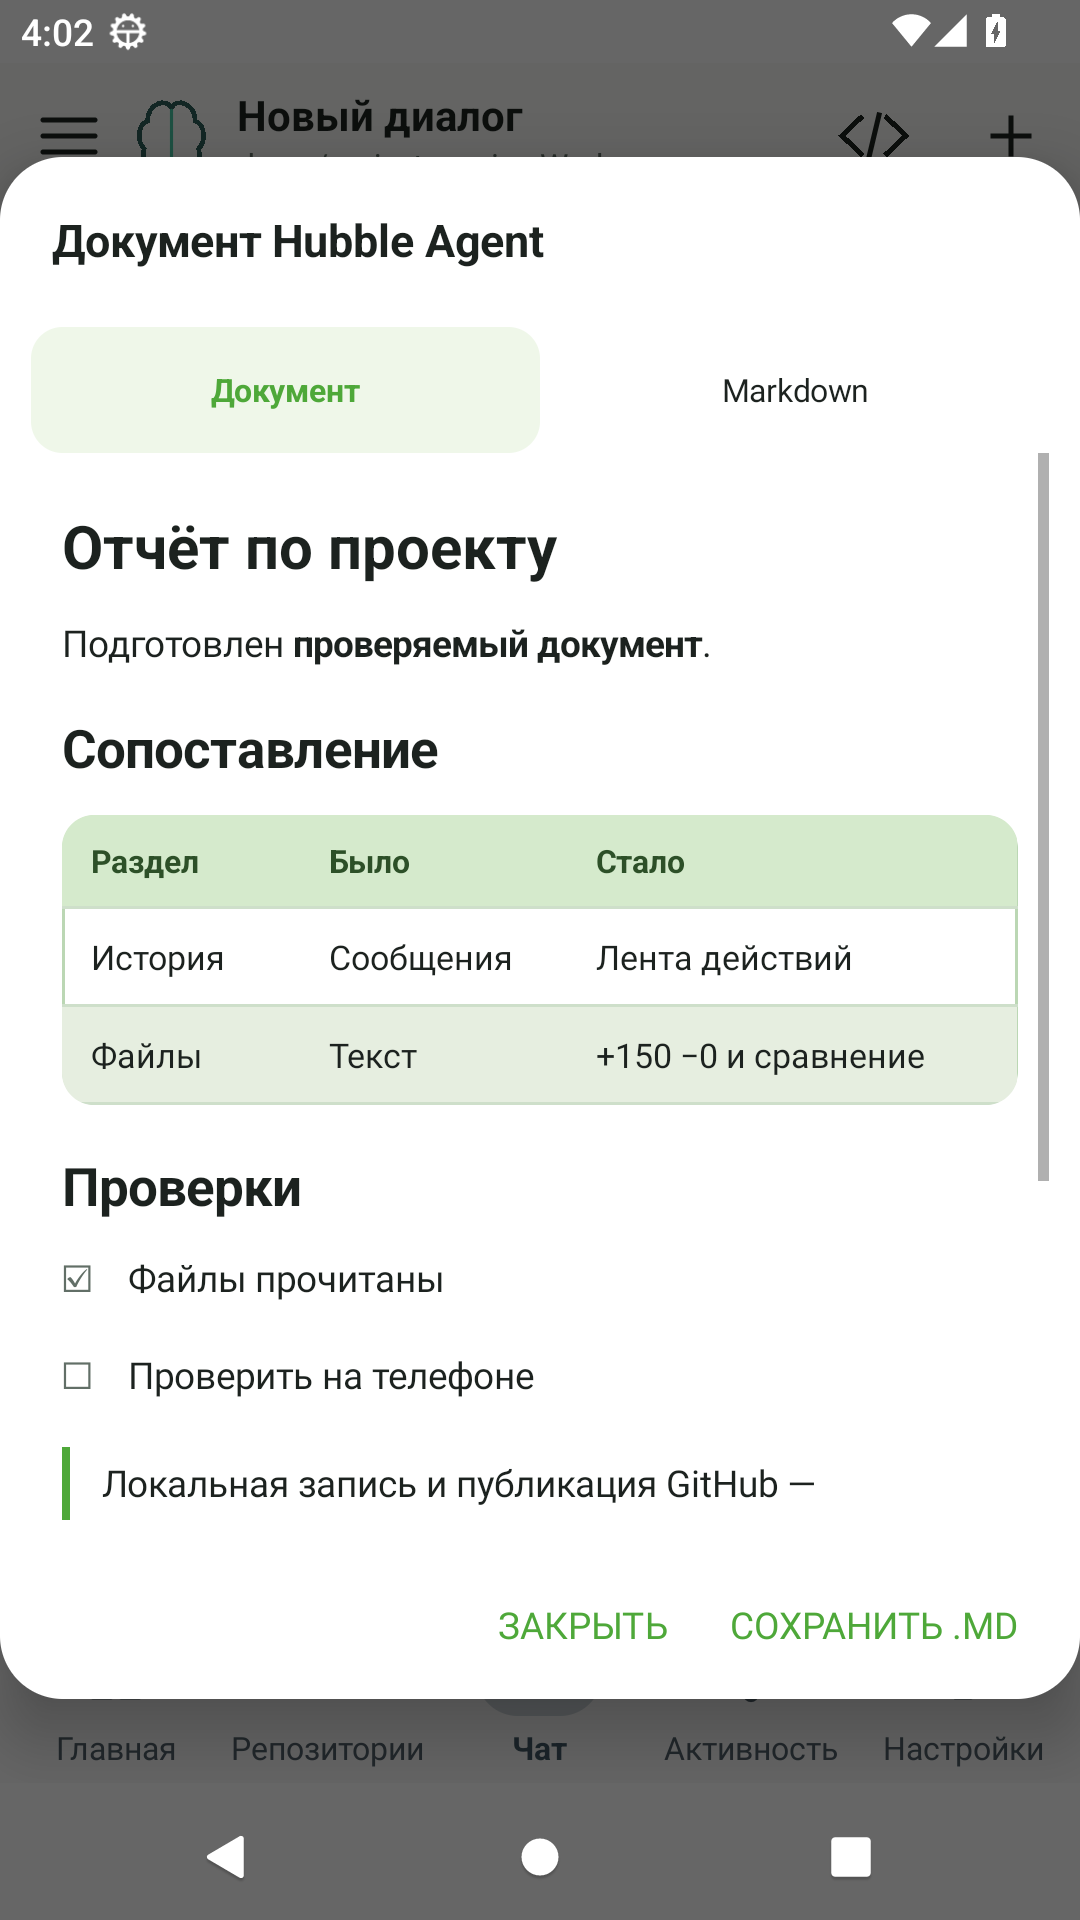 4:02
Новый диалог
Документ Hubble Agent
Документ
Markdown
Отчёт по проекту
Подготовлен проверяемый документ.
Сопоставление
Раздел Было Стало
История Сообщения Лента действий
Файлы Текст +150 −0 и сравнение
Проверки
☑ Файлы прочитаны
☐ Проверить на телефоне
Локальная запись и публикация GitHub —
ЗАКРЫТЬ СОХРАНИТЬ .MD
Главная Репозитории Чат Активность Настройки